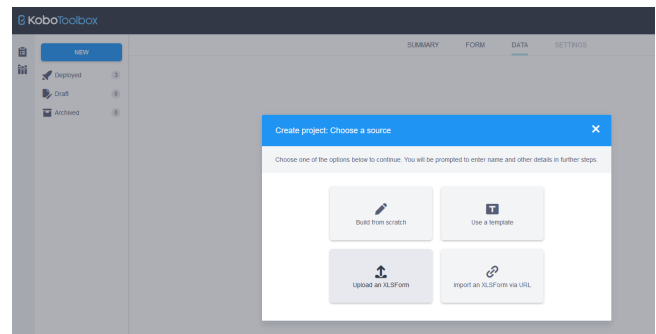 KoboToolbox
NEW
SUMMARY FORM DATA SETTINGS
Deployed 3
Draft 0
Archived 0
Create project: Choose a source
Choose one of the options below to continue. You will be prompted to enter name and other details in further steps.
Build from scratch
Use a template
Upload an XLSForm
Import an XLSForm via URL